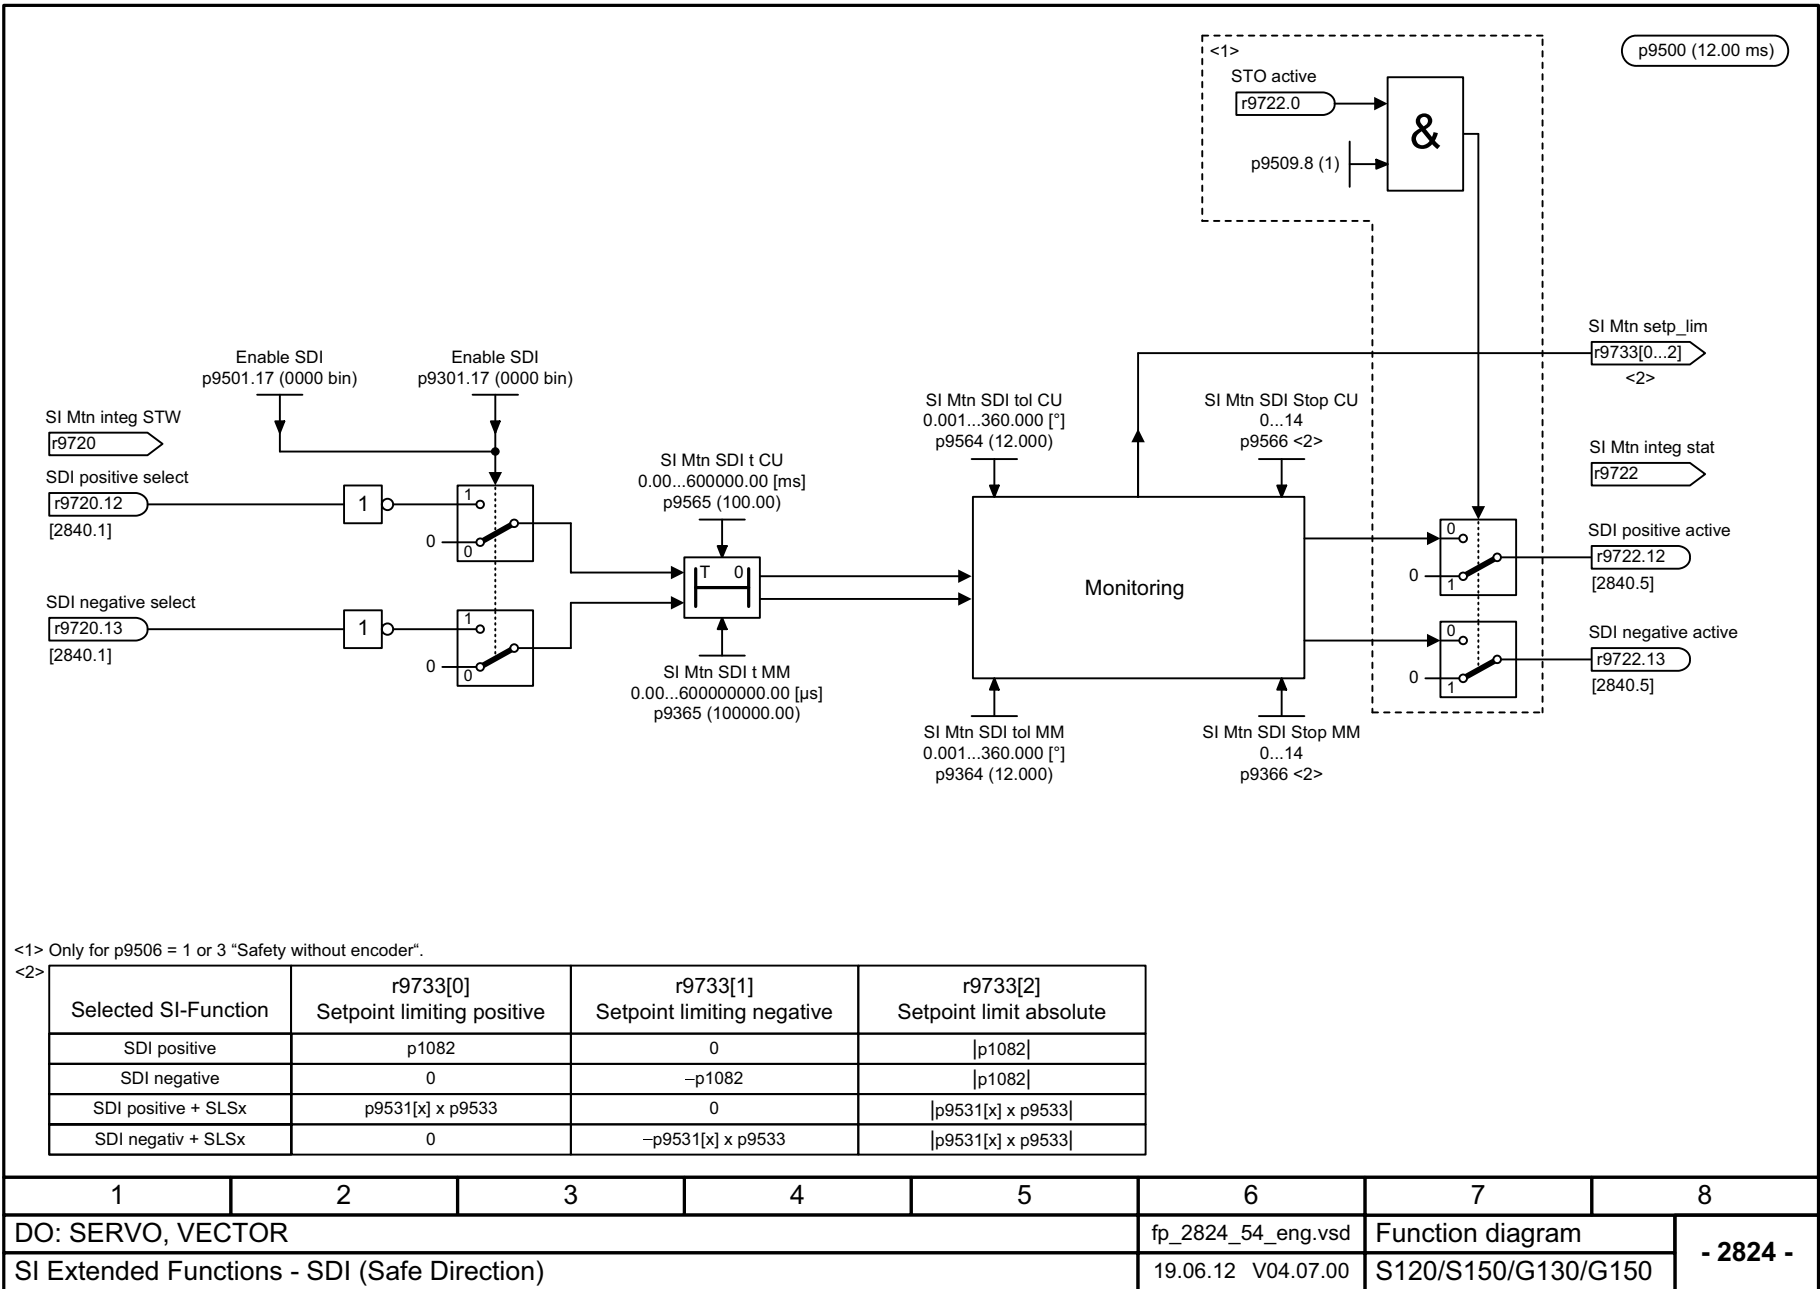 <1>
STO active
r9722.0
p9509.8 (1)
&
p9500 (12.00 ms)
SI Mtn setp_lim
r9733[0...2]
<2>
Enable SDI
p9501.17 (0000 bin)
Enable SDI
p9301.17 (0000 bin)
SI Mtn integ STW
r9720
SDI positive select
r9720.12
[2840.1]
1
1
0
0
SDI negative select
r9720.13
[2840.1]
1
1
0
0
SI Mtn SDI t CU
0.00...600000.00 [ms]
p9565 (100.00)
T 0
SI Mtn SDI t MM
0.00...600000000.00 [µs]
p9365 (100000.00)
SI Mtn SDI tol CU
0.001...360.000 [°]
p9564 (12.000)
SI Mtn SDI Stop CU
0...14
p9566 <2>
Monitoring
SI Mtn SDI tol MM
0.001...360.000 [°]
p9364 (12.000)
SI Mtn SDI Stop MM
0...14
p9366 <2>
SI Mtn integ stat
r9722
0
0
1
SDI positive active
r9722.12
[2840.5]
0
0
1
SDI negative active
r9722.13
[2840.5]
<1> Only for p9506 = 1 or 3 “Safety without encoder“.
<2>
Selected SI-Function r9733[0] Setpoint limiting positive r9733[1] Setpoint limiting negative r9733[2] Setpoint limit absolute
SDI positive p1082 0 |p1082|
SDI negative 0 –p1082 |p1082|
SDI positive + SLSx p9531[x] x p9533 0 |p9531[x] x p9533|
SDI negativ + SLSx 0 –p9531[x] x p9533 |p9531[x] x p9533|
1 2 3 4 5 6 7 8
DO: SERVO, VECTOR fp_2824_54_eng.vsd Function diagram
- 2824 -
SI Extended Functions - SDI (Safe Direction) 19.06.12 V04.07.00 S120/S150/G130/G150